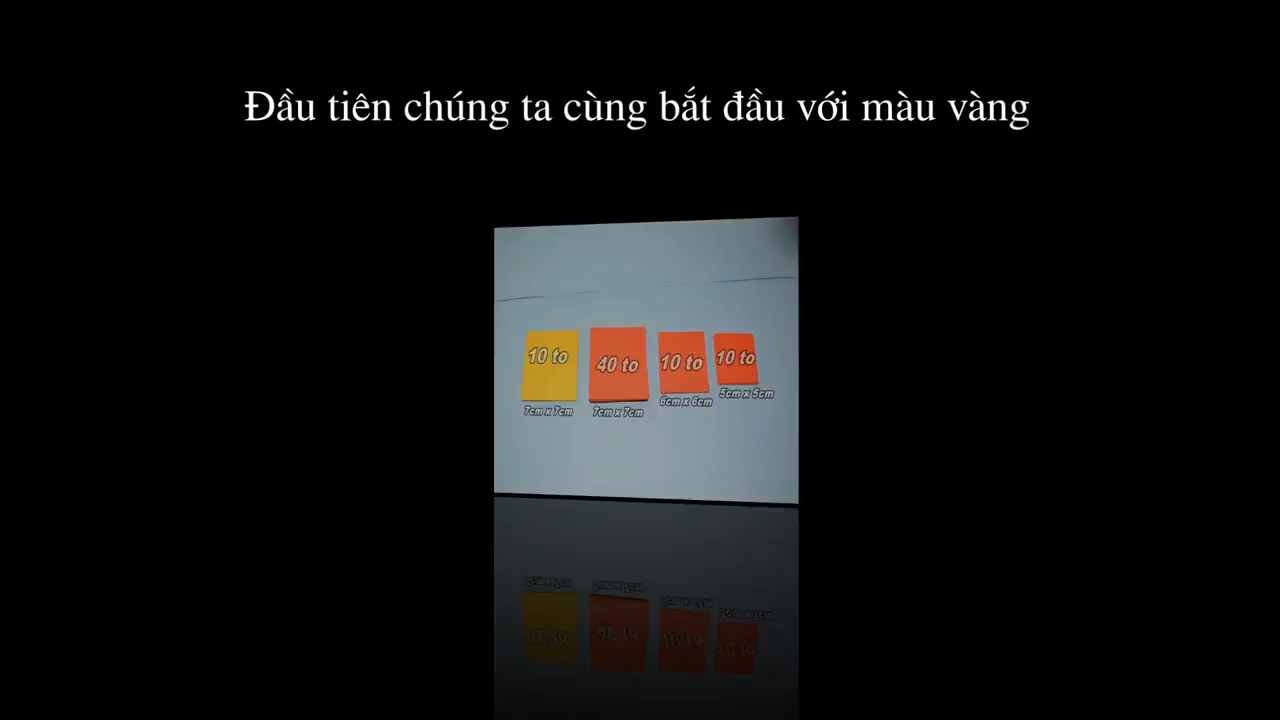 Đầu tiên chúng ta cùng bắt đầu với màu vàng
10 to
40 to
10 to
10 to
7cm x 7cm
7cm x 7cm
6cm x 6cm
5cm x 5cm